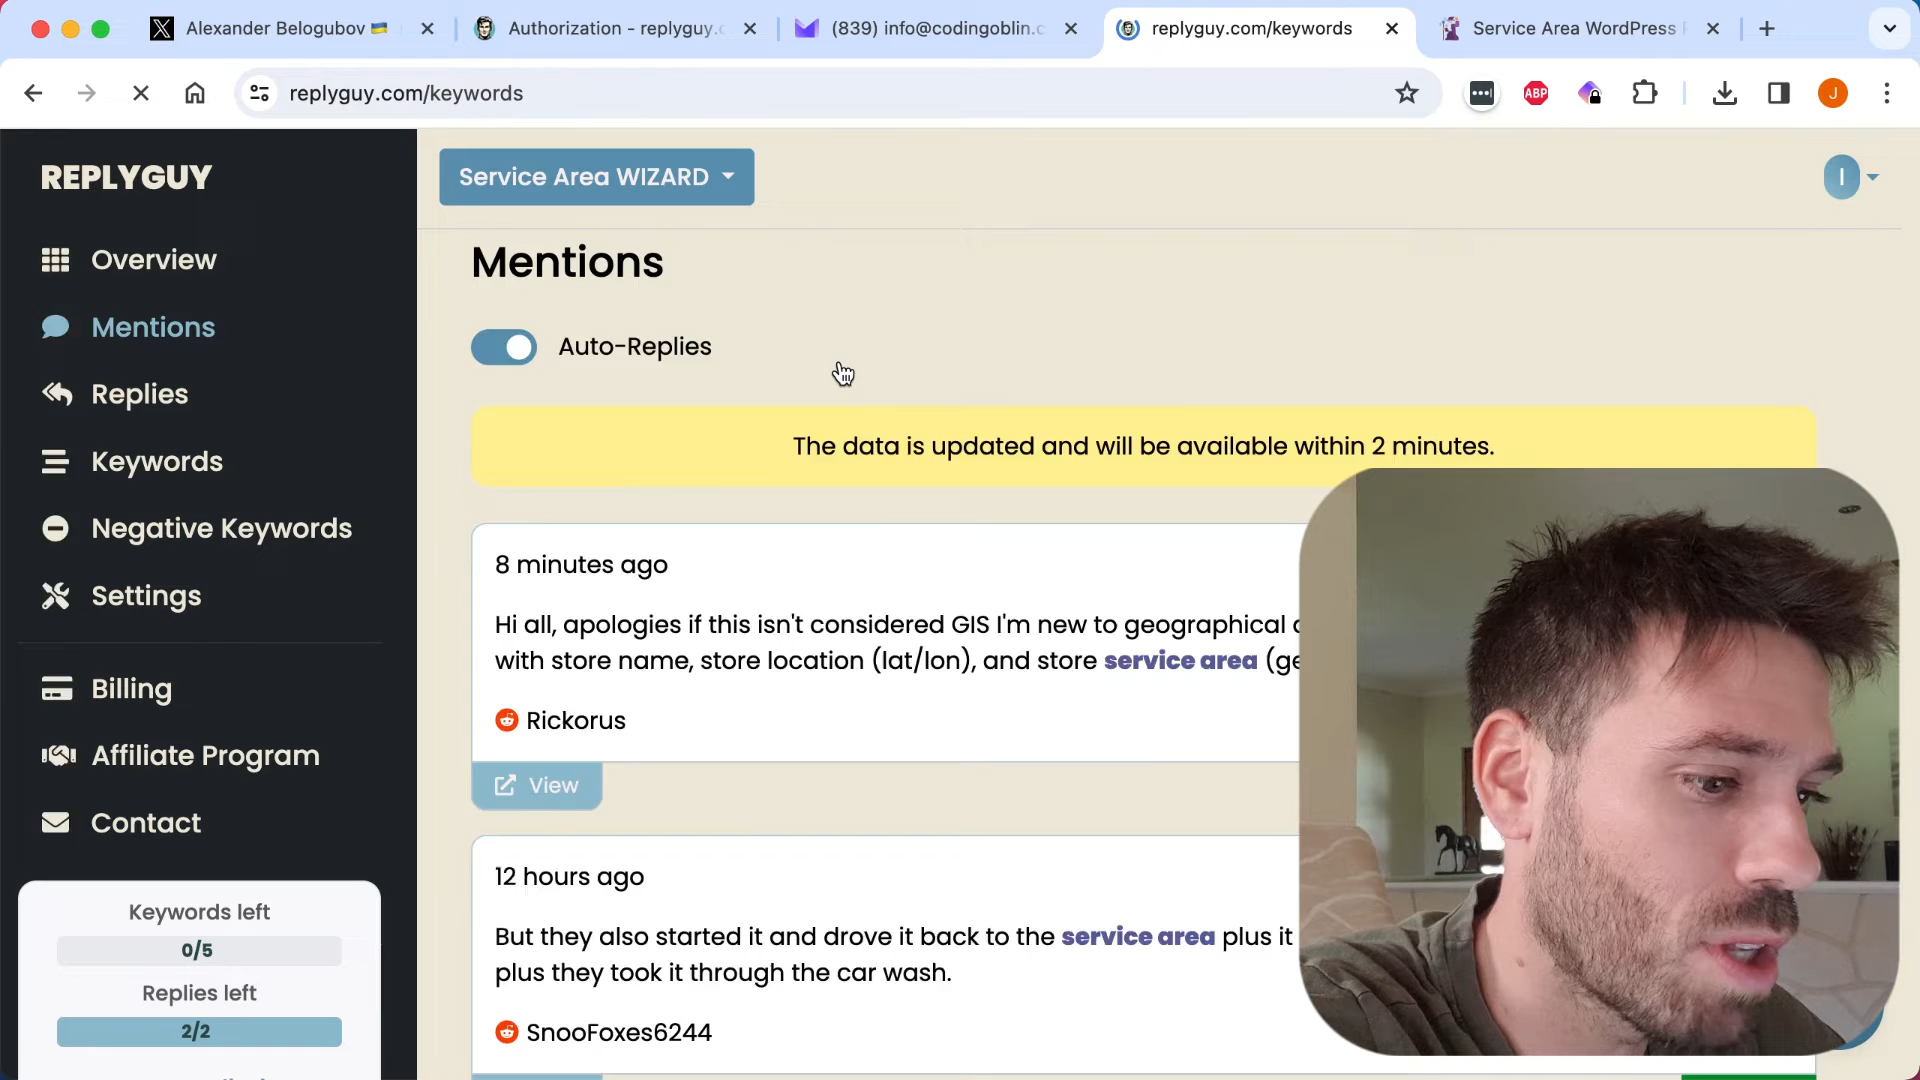 Alexander Belogubov
Authorization - replyguy.c
(839) info@codingoblin.c
replyguy.com/keywords
Service Area WordPress
replyguy.com/keywords
ABP
J
REPLYGUY
Service Area WIZARD
I
Overview
Mentions
Replies
Keywords
Negative Keywords
Settings
Billing
Affiliate Program
Contact
Keywords left
0/5
Replies left
2/2
Mentions
Auto-Replies
The data is updated and will be available within 2 minutes.
8 minutes ago
Hi all, apologies if this isn't considered GIS I'm new to geographical
with store name, store location (lat/lon), and store service area (ge
Rickorus
View
12 hours ago
But they also started it and drove it back to the service area plus it
plus they took it through the car wash.
SnooFoxes6244